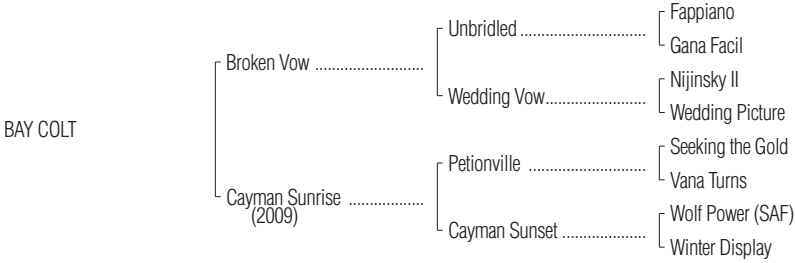 Fappiano
Unbridled ..............................
Gana Facil
Broken Vow ..........................
Nijinsky II
Wedding Vow........................
Wedding Picture
BAY COLT
Seeking the Gold
Petionville ............................
Vana Turns
Cayman Sunrise ..................
(2009)
Wolf Power (SAF)
Cayman Sunset ....................
Winter Display